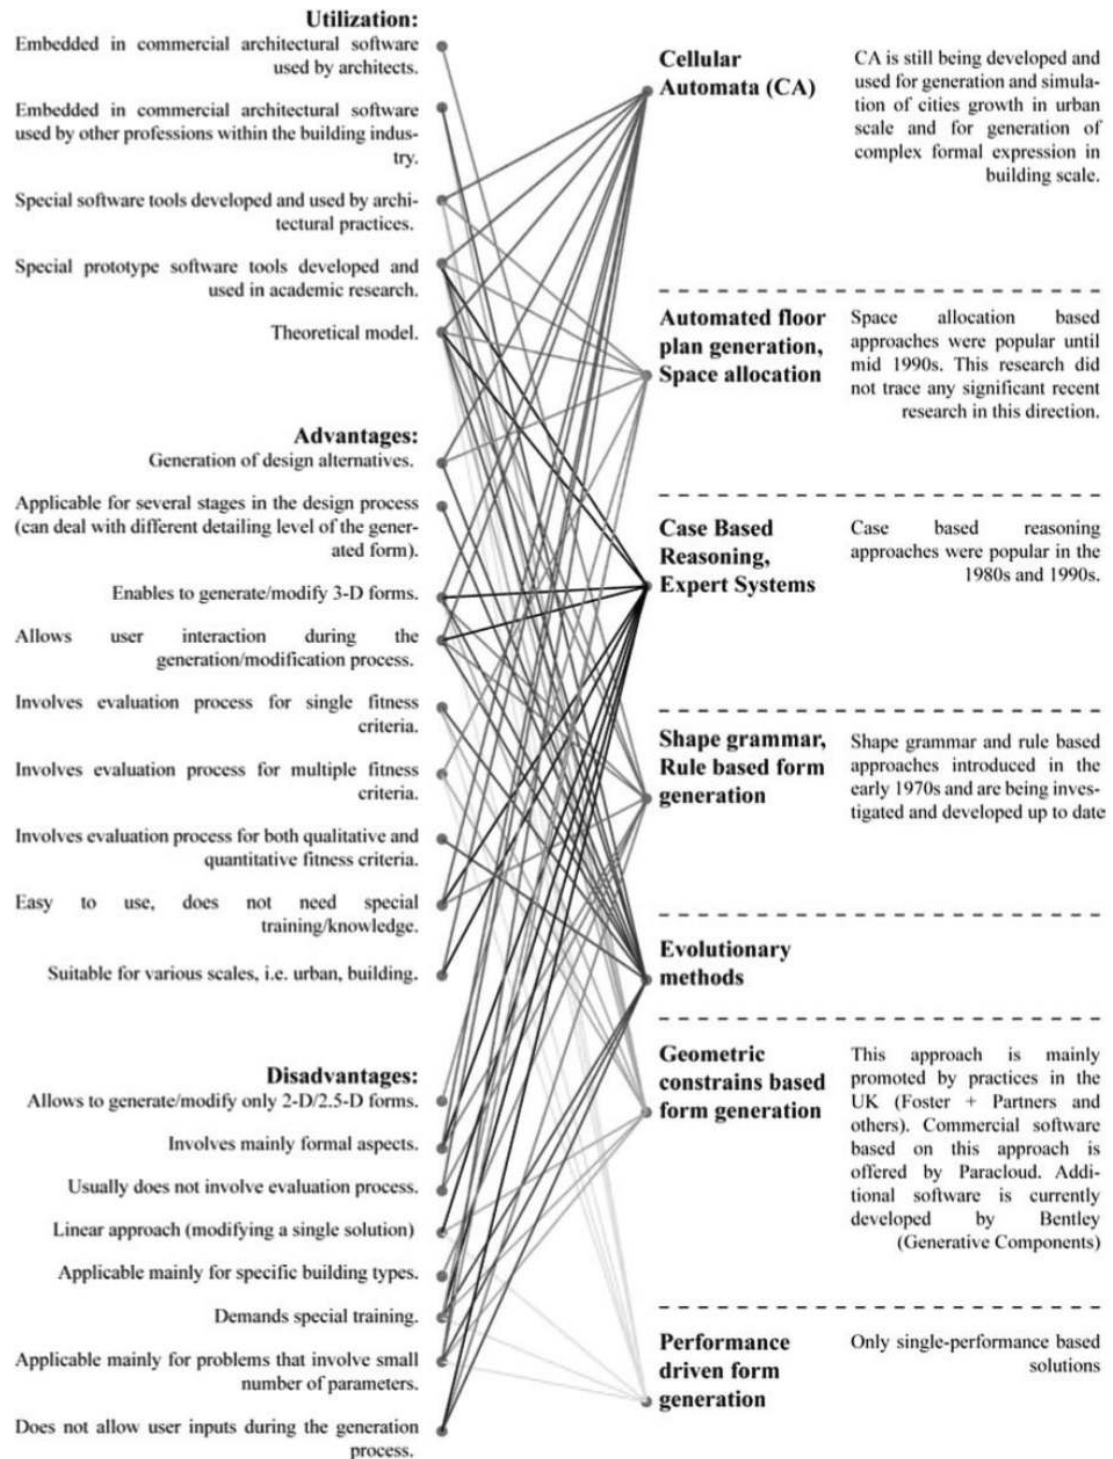 Utilization:
Embedded in commercial architectural software
used by architects.
Embedded in commercial architectural software
used by other professions within the building indus-
try.
Special software tools developed and used by archi-
tectural practices.
Special prototype software tools developed and
used in academic research.
Theoretical model.
Advantages:
Generation of design alternatives.
Applicable for several stages in the design process
(can deal with different detailing level of the gener-
ated form).
Enables to generate/modify 3-D forms.
Allows user interaction during the
generation/modification process.
Involves evaluation process for single fitness
criteria.
Involves evaluation process for multiple fitness
criteria.
Involves evaluation process for both qualitative and
quantitative fitness criteria.
Easy to use, does not need special
training/knowledge.
Suitable for various scales, i.e. urban, building.
Disadvantages:
Allows to generate/modify only 2-D/2.5-D forms.
Involves mainly formal aspects.
Usually does not involve evaluation process.
Linear approach (modifying a single solution)
Applicable mainly for specific building types.
Demands special training.
Applicable mainly for problems that involve small
number of parameters.
Does not allow user inputs during the generation
process.
Cellular
Automata (CA)
CA is still being developed and
used for generation and simula-
tion of cities growth in urban
scale and for generation of
complex formal expression in
building scale.
Automated floor
plan generation,
Space allocation
Space allocation based
approaches were popular until
mid 1990s. This research did
not trace any significant recent
research in this direction.
Case Based
Reasoning,
Expert Systems
Case based reasoning
approaches were popular in the
1980s and 1990s.
Shape grammar,
Rule based form
generation
Shape grammar and rule based
approaches introduced in the
early 1970s and are being inves-
tigated and developed up to date
Evolutionary
methods
Geometric
constrains based
form generation
This approach is mainly
promoted by practices in the
UK (Foster + Partners and
others). Commercial software
based on this approach is
offered by Paracloud. Addi-
tional software is currently
developed by Bentley
(Generative Components)
Performance
driven form
generation
Only single-performance based
solutions